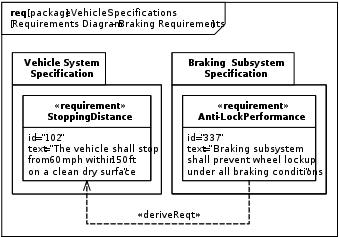 req [package] VehicleSpecifications
[Requirements Diagram - Braking Requirements]
Vehicle System
Specification
Braking Subsystem
Specification
«requirement»
StoppingDistance
id="102"
text="The vehicle shall stop
from 60 mph within 150 ft
on a clean dry surface."
«requirement»
Anti-LockPerformance
id="337"
text="Braking subsystem
shall prevent wheel lockup
under all braking conditions."
«deriveReqt»